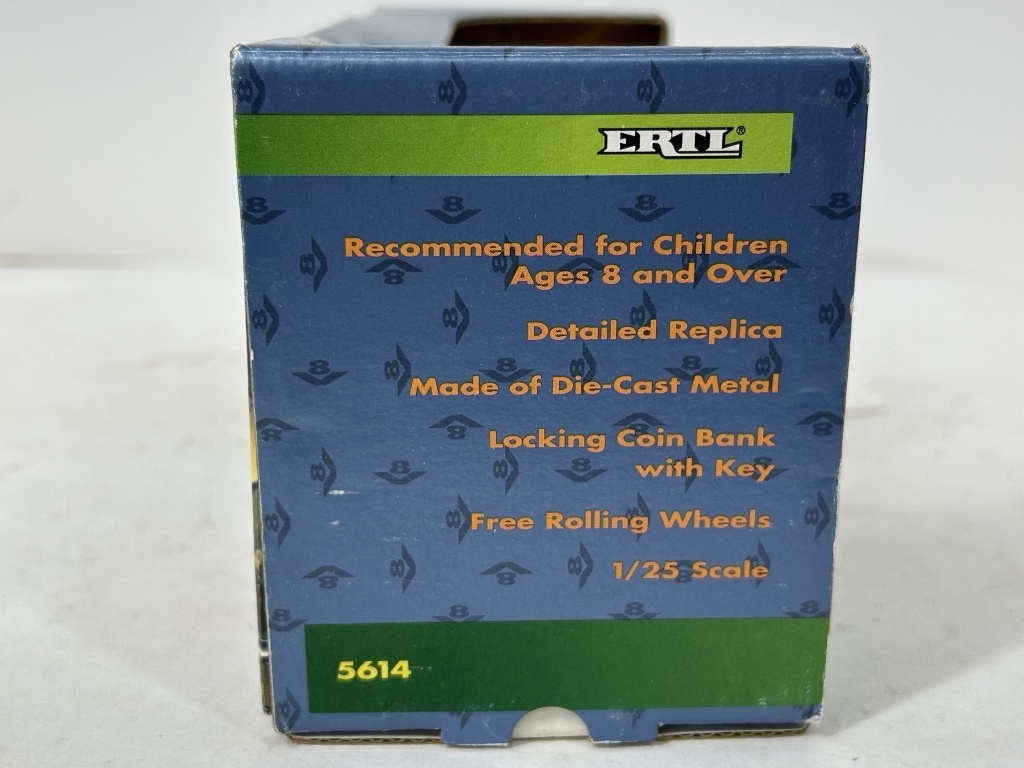 ERTL®
Recommended for Children
Ages 8 and Over
Detailed Replica
Made of Die-Cast Metal
Locking Coin Bank
with Key
Free Rolling Wheels
1/25 Scale
5614